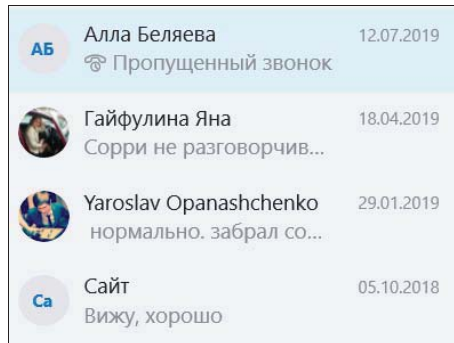 АБ
Алла Беляева 12.07.2019
Пропущенный звонок
Гайфулина Яна 18.04.2019
Сорри не разговорчив...
Yaroslav Opanashchenko 29.01.2019
нормально. забрал со...
Са
Сайт 05.10.2018
Вижу, хорошо